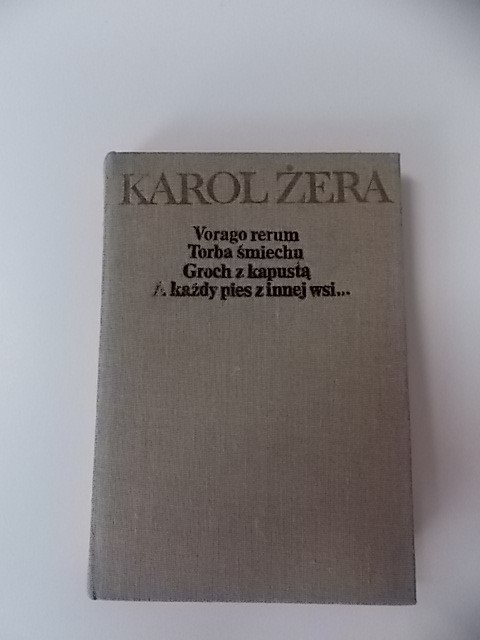 KAROL ŻERA
Vorago rerum
Torba śmiechu
Groch z kapustą
A każdy pies z innej wsi...